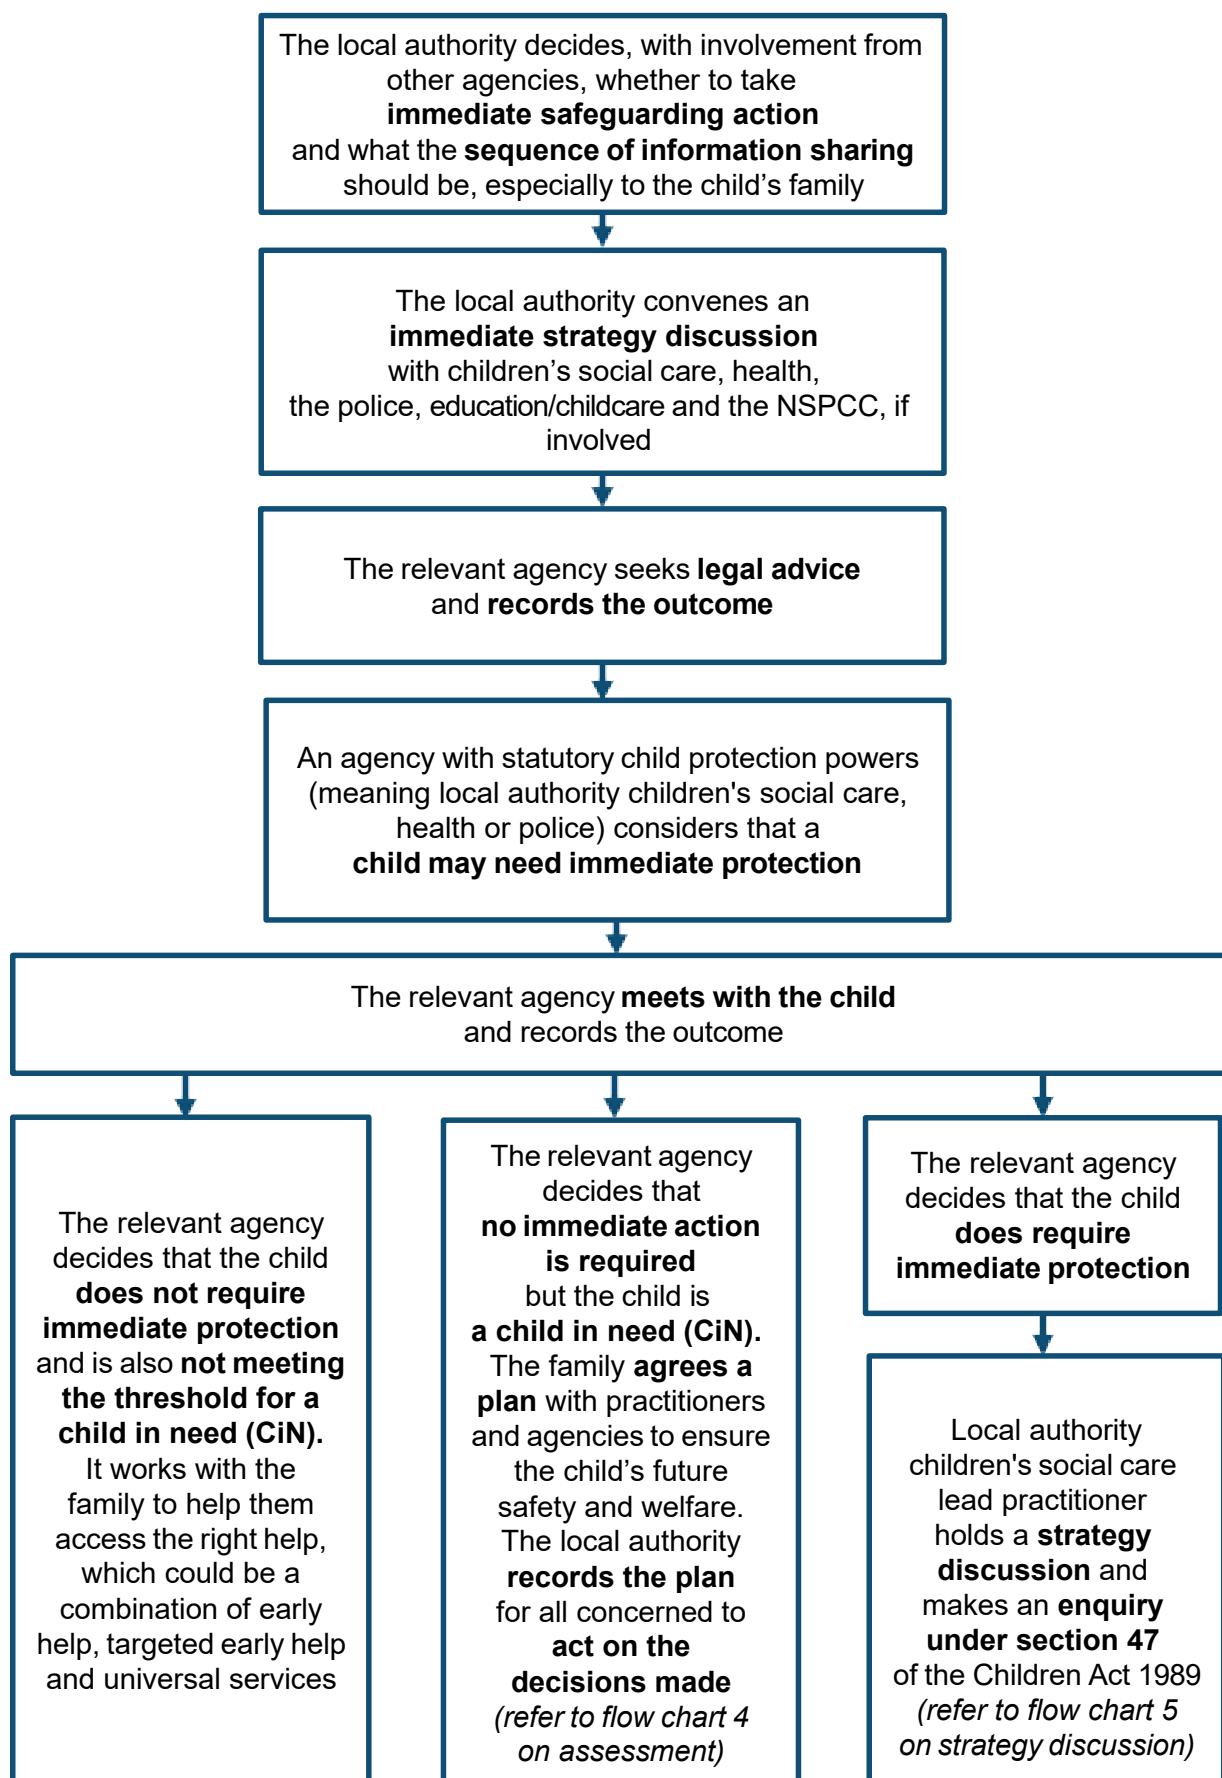 The local authority decides, with involvement from
other agencies, whether to take
immediate safeguarding action
and what the sequence of information sharing
should be, especially to the child’s family
The local authority convenes an
immediate strategy discussion
with children’s social care, health,
the police, education/childcare and the NSPCC, if
involved
The relevant agency seeks legal advice
and records the outcome
An agency with statutory child protection powers
(meaning local authority children's social care,
health or police) considers that a
child may need immediate protection
The relevant agency meets with the child
and records the outcome
The relevant agency
decides that the child
does not require
immediate protection
and is also not meeting
the threshold for a
child in need (CiN).
It works with the
family to help them
access the right help,
which could be a
combination of early
help, targeted early help
and universal services
The relevant agency
decides that
no immediate action
is required
but the child is
a child in need (CiN).
The family agrees a
plan with practitioners
and agencies to ensure
the child’s future
safety and welfare.
The local authority
records the plan
for all concerned to
act on the
decisions made
(refer to flow chart 4
on assessment)
The relevant agency
decides that the child
does require
immediate protection
Local authority
children's social care
lead practitioner
holds a strategy
discussion and
makes an enquiry
under section 47
of the Children Act 1989
(refer to flow chart 5
on strategy discussion)